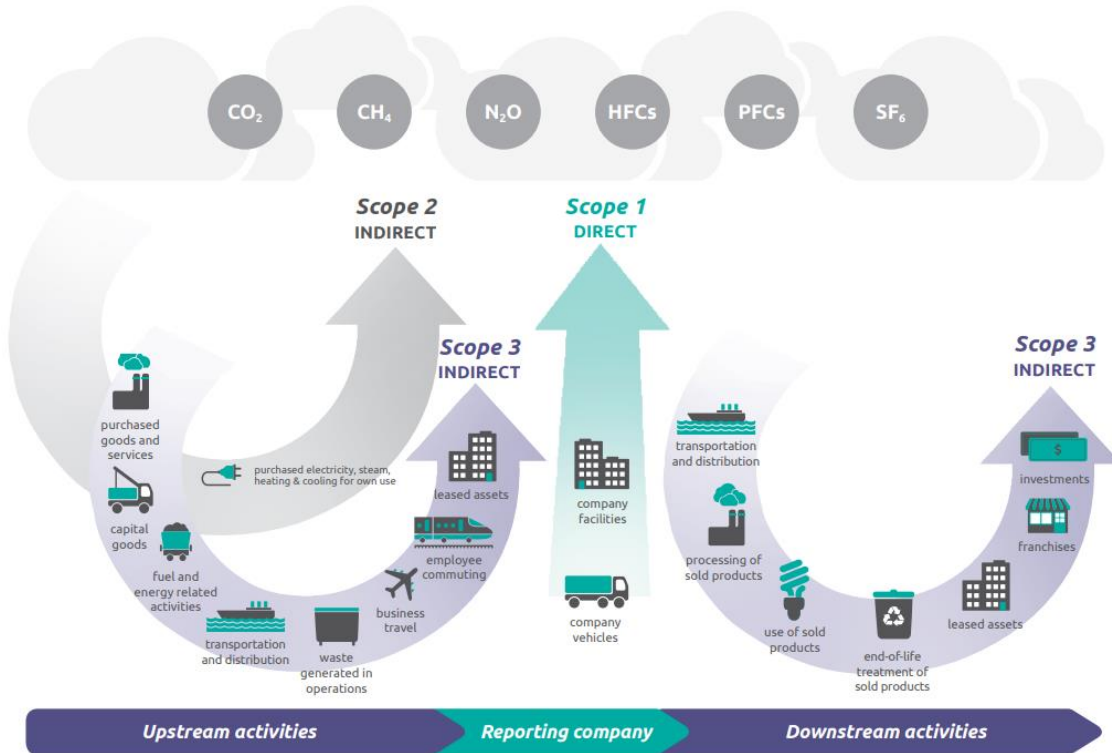 CO₂
CH₄
N₂O
HFCs
PFCs
SF₆
Scope 2
INDIRECT
Scope 1
DIRECT
Scope 3
INDIRECT
Scope 3
INDIRECT
purchased
goods and
services
capital
goods
fuel and
energy related
activities
transportation
and distribution
waste
generated in
operations
business
travel
employee
commuting
leased assets
purchased electricity, steam,
heating & cooling for own use
company
facilities
company
vehicles
transportation
and distribution
processing of
sold products
use of sold
products
end-of-life
treatment of
sold products
leased assets
franchises
$
investments
Upstream activities
Reporting company
Downstream activities